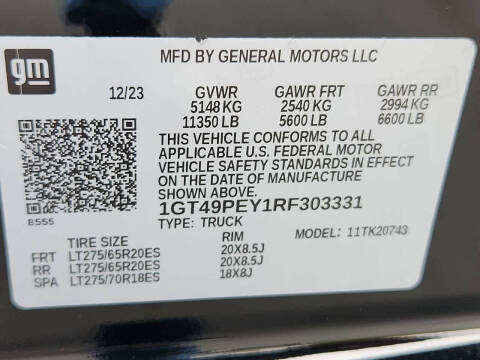 gm
MFD BY GENERAL MOTORS LLC
12/23 GVWR GAWR FRT GAWR RR
5148 KG 2540 KG 2994 KG
11350 LB 5600 LB 6600 LB
THIS VEHICLE CONFORMS TO ALL
APPLICABLE U.S. FEDERAL MOTOR
VEHICLE SAFETY STANDARDS IN EFFECT
ON THE DATE OF MANUFACTURE
SHOWN ABOVE.
8555
1GT49PEY1RF303331
TYPE: TRUCK MODEL: 11TK20743
TIRE SIZE RIM
FRT LT275/65R20ES 20X8.5J
RR LT275/65R20ES 20X8.5J
SPA LT275/70R18ES 18X8J